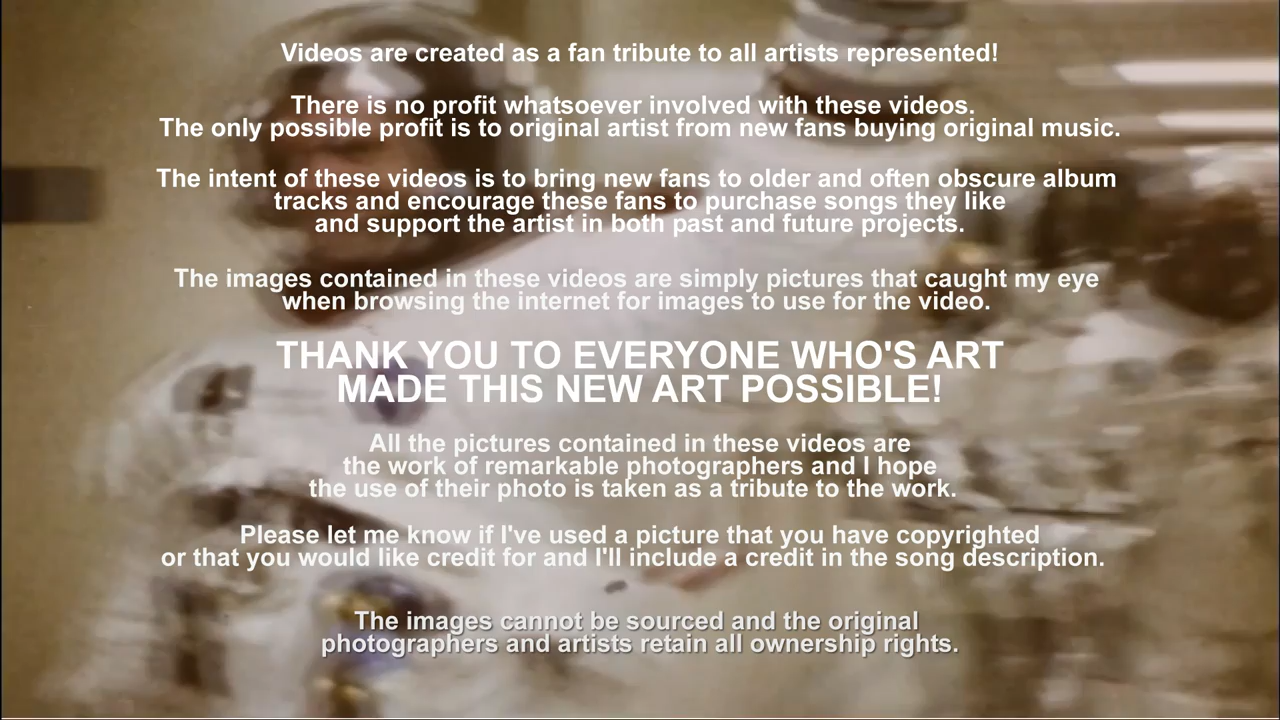 Videos are created as a fan tribute to all artists represented!
There is no profit whatsoever involved with these videos.
The only possible profit is to original artist from new fans buying original music.
The intent of these videos is to bring new fans to older and often obscure album
tracks and encourage these fans to purchase songs they like
and support the artist in both past and future projects.
The images contained in these videos are simply pictures that caught my eye
when browsing the internet for images to use for the video.
THANK YOU TO EVERYONE WHO'S ART
MADE THIS NEW ART POSSIBLE!
All the pictures contained in these videos are
the work of remarkable photographers and I hope
the use of their photo is taken as a tribute to the work.
Please let me know if I've used a picture that you have copyrighted
or that you would like credit for and I'll include a credit in the song description.
The images cannot be sourced and the original
photographers and artists retain all ownership rights.